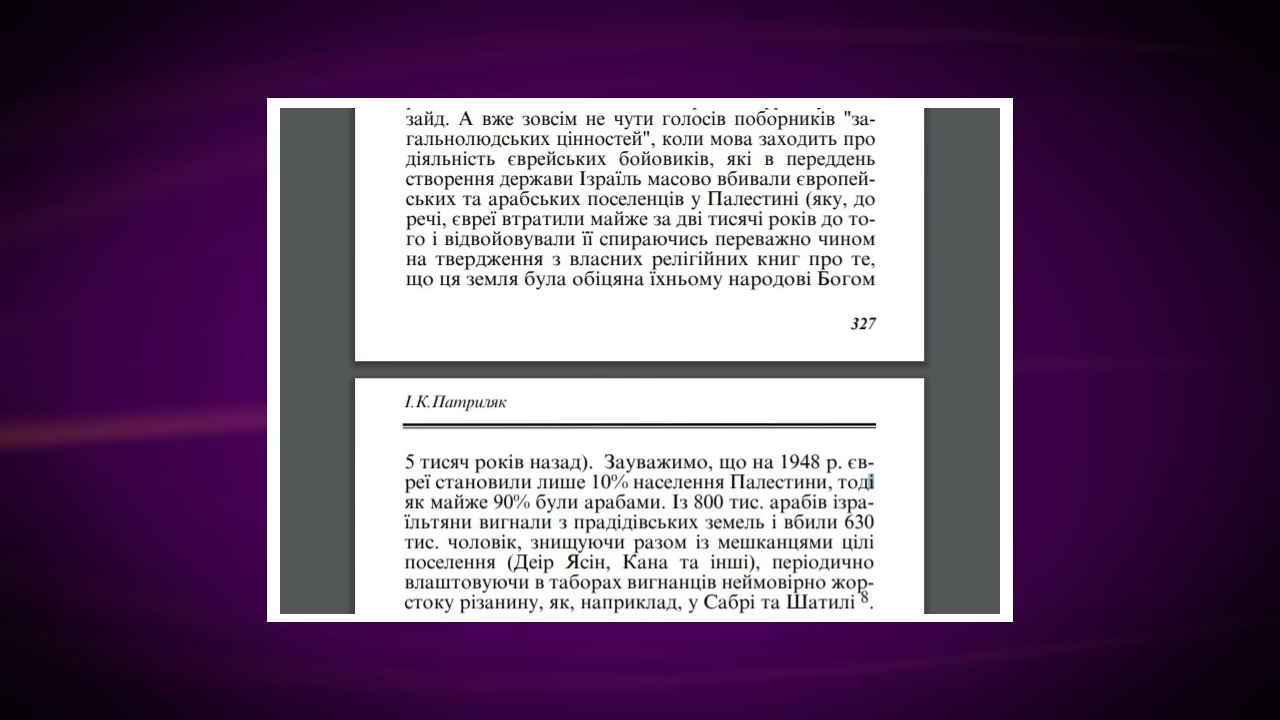 зайд. А вже зовсім не чути голосів поборників "за-
гальнолюдських цінностей", коли мова заходить про
діяльність єврейських бойовиків, які в переддень
створення держави Ізраїль масово вбивали європей-
ських та арабських поселенців у Палестині (яку, до
речі, євреї втратили майже за дві тисячі років до то-
го і відвойовували її спираючись переважно чином
на твердження з власних релігійних книг про те,
що ця земля була обіцяна їхньому народові Богом
327
І.К.Патриляк
5 тисяч років назад). Зауважимо, що на 1948 р. єв-
реї становили лише 10% населення Палестини, тоді
як майже 90% були арабами. Із 800 тис. арабів ізра-
їльтяни вигнали з прадідівських земель і вбили 630
тис. чоловік, знищуючи разом із мешканцями цілі
поселення (Деір Ясін, Кана та інші), періодично
влаштовуючи в таборах вигнанців неймовірно жор-
стоку різанину, як, наприклад, у Сабрі та Шатилі 8.